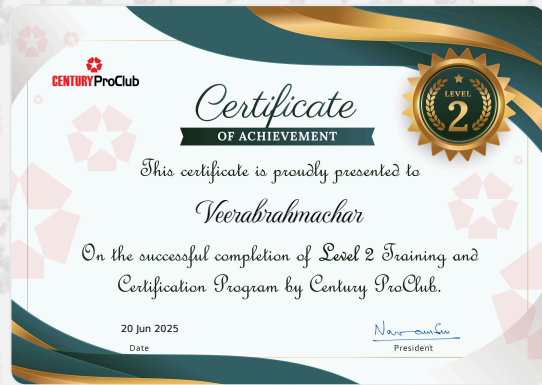 CENTURY ProClub
Certificate
OF ACHIEVEMENT
LEVEL
2
This certificate is proudly presented to
Veerabrahmachar
On the successful completion of Level 2 Training and
Certification Program by Century ProClub.
20 Jun 2025
Date
President